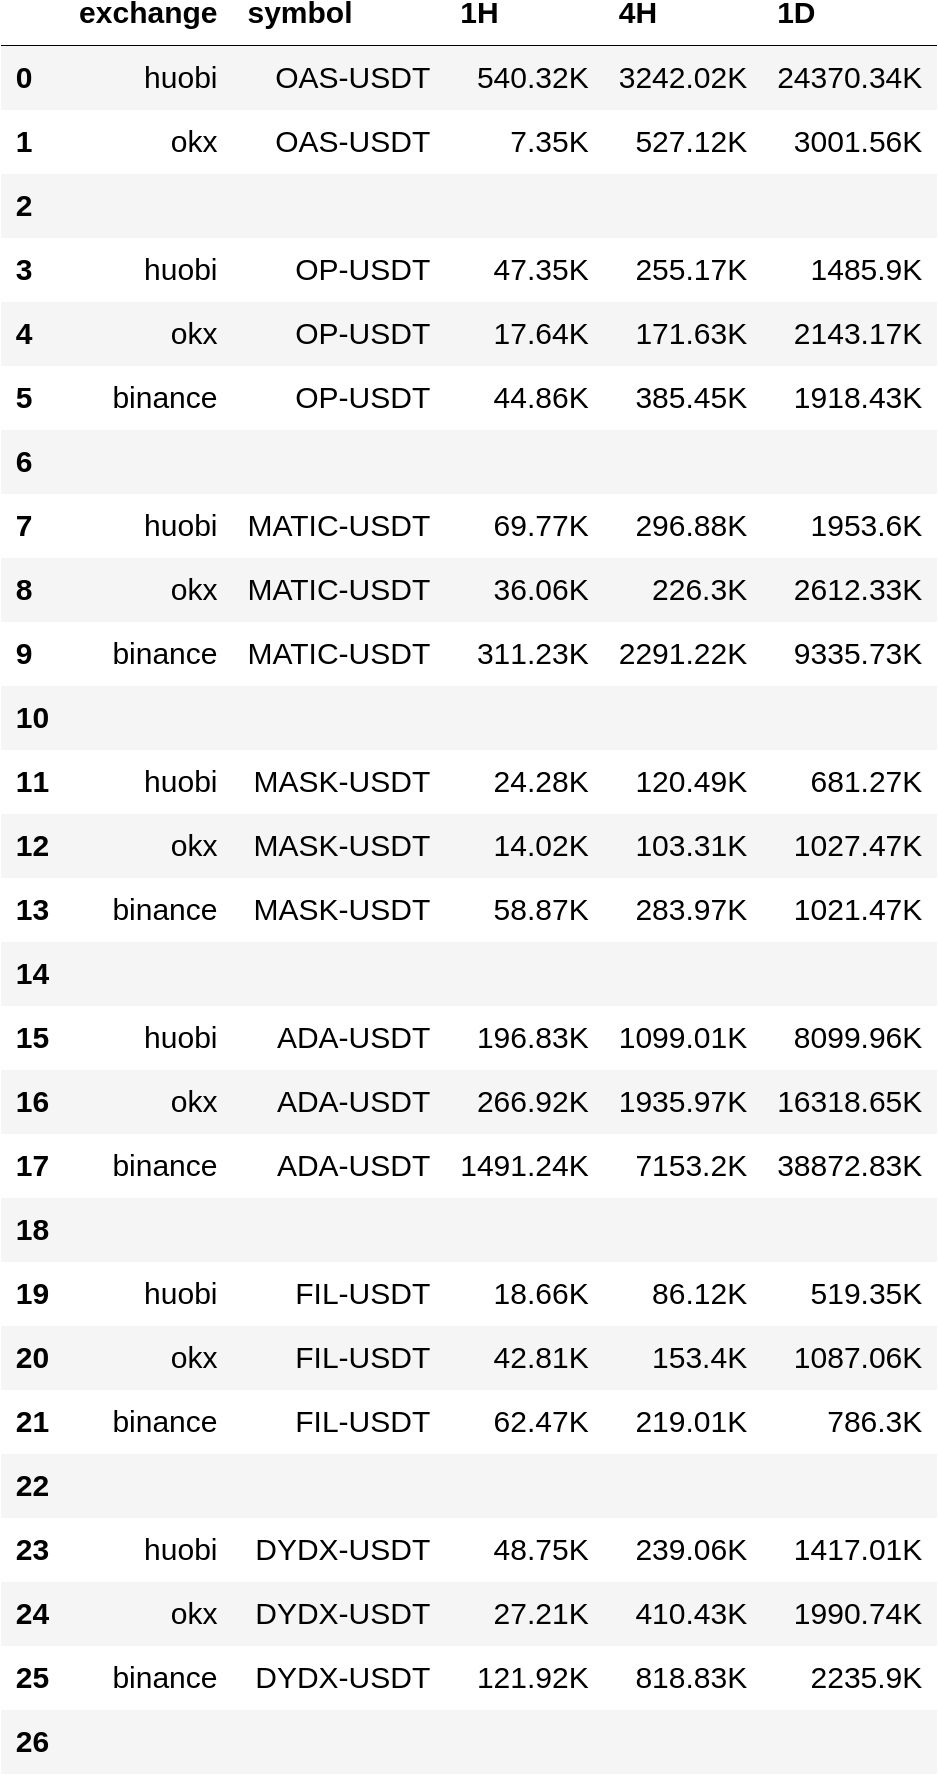 exchange symbol 1H 4H 1D
0 huobi OAS-USDT 540.32K 3242.02K 24370.34K
1 okx OAS-USDT 7.35K 527.12K 3001.56K
2
3 huobi OP-USDT 47.35K 255.17K 1485.9K
4 okx OP-USDT 17.64K 171.63K 2143.17K
5 binance OP-USDT 44.86K 385.45K 1918.43K
6
7 huobi MATIC-USDT 69.77K 296.88K 1953.6K
8 okx MATIC-USDT 36.06K 226.3K 2612.33K
9 binance MATIC-USDT 311.23K 2291.22K 9335.73K
10
11 huobi MASK-USDT 24.28K 120.49K 681.27K
12 okx MASK-USDT 14.02K 103.31K 1027.47K
13 binance MASK-USDT 58.87K 283.97K 1021.47K
14
15 huobi ADA-USDT 196.83K 1099.01K 8099.96K
16 okx ADA-USDT 266.92K 1935.97K 16318.65K
17 binance ADA-USDT 1491.24K 7153.2K 38872.83K
18
19 huobi FIL-USDT 18.66K 86.12K 519.35K
20 okx FIL-USDT 42.81K 153.4K 1087.06K
21 binance FIL-USDT 62.47K 219.01K 786.3K
22
23 huobi DYDX-USDT 48.75K 239.06K 1417.01K
24 okx DYDX-USDT 27.21K 410.43K 1990.74K
25 binance DYDX-USDT 121.92K 818.83K 2235.9K
26